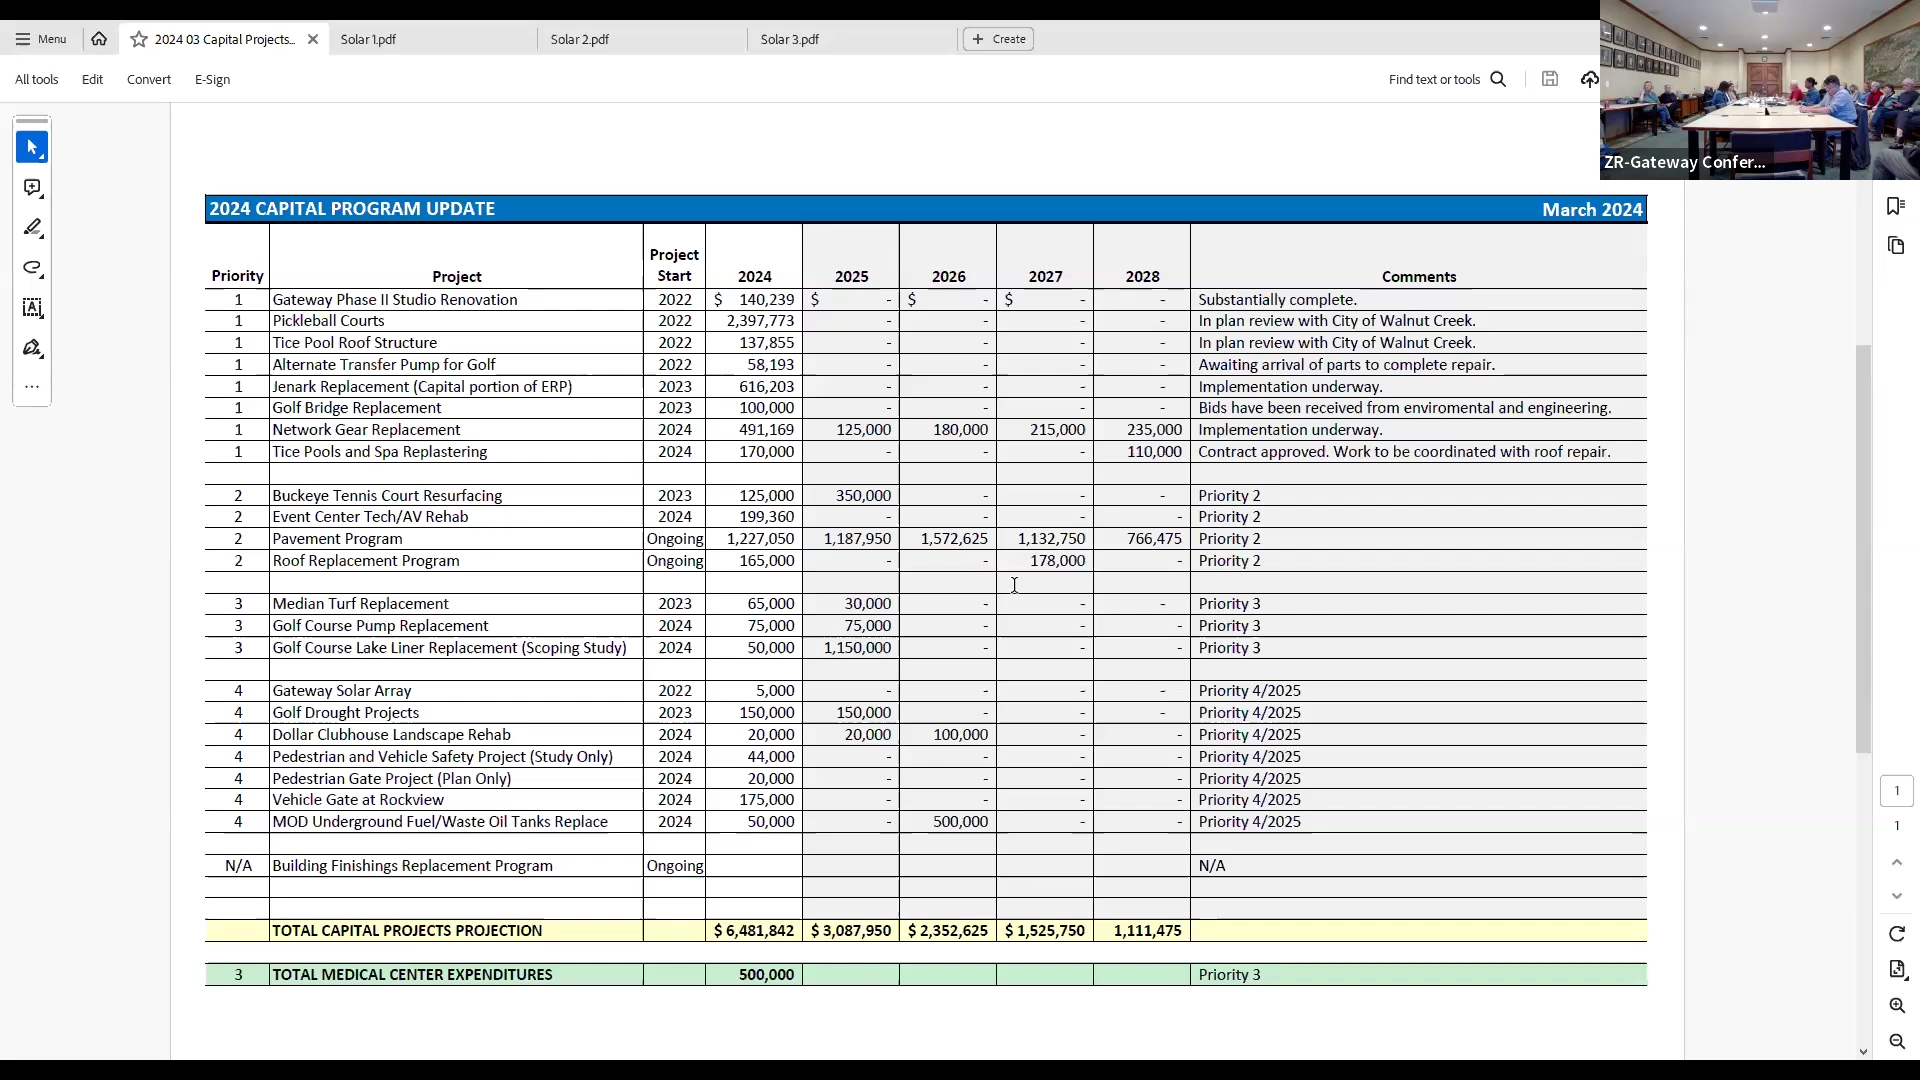 Menu 2024 03 Capital Projects... Solar 1.pdf Solar 2.pdf Solar 3.pdf Create
All tools Edit Convert E-Sign Find text or tools
ZR-Gateway Confer...
2024 CAPITAL PROGRAM UPDATE March 2024
Priority Project Project Start 2024 2025 2026 2027 2028 Comments
1 Gateway Phase II Studio Renovation 2022 $ 140,239 $ - $ - $ - - Substantially complete.
1 Pickleball Courts 2022 2,397,773 - - - - In plan review with City of Walnut Creek.
1 Tice Pool Roof Structure 2022 137,855 - - - - In plan review with City of Walnut Creek.
1 Alternate Transfer Pump for Golf 2022 58,193 - - - - Awaiting arrival of parts to complete repair.
1 Jenark Replacement (Capital portion of ERP) 2023 616,203 - - - - Implementation underway.
1 Golf Bridge Replacement 2023 100,000 - - - - Bids have been received from enviromental and engineering.
1 Network Gear Replacement 2024 491,169 125,000 180,000 215,000 235,000 Implementation underway.
1 Tice Pools and Spa Replastering 2024 170,000 - - - 110,000 Contract approved. Work to be coordinated with roof repair.
2 Buckeye Tennis Court Resurfacing 2023 125,000 350,000 - - - Priority 2
2 Event Center Tech/AV Rehab 2024 199,360 - - - - Priority 2
2 Pavement Program Ongoing 1,227,050 1,187,950 1,572,625 1,132,750 766,475 Priority 2
2 Roof Replacement Program Ongoing 165,000 - - 178,000 - Priority 2
3 Median Turf Replacement 2023 65,000 30,000 - - - Priority 3
3 Golf Course Pump Replacement 2024 75,000 75,000 - - - Priority 3
3 Golf Course Lake Liner Replacement (Scoping Study) 2024 50,000 1,150,000 - - - Priority 3
4 Gateway Solar Array 2022 5,000 - - - - Priority 4/2025
4 Golf Drought Projects 2023 150,000 150,000 - - - Priority 4/2025
4 Dollar Clubhouse Landscape Rehab 2024 20,000 20,000 100,000 - - Priority 4/2025
4 Pedestrian and Vehicle Safety Project (Study Only) 2024 44,000 - - - - Priority 4/2025
4 Pedestrian Gate Project (Plan Only) 2024 20,000 - - - - Priority 4/2025
4 Vehicle Gate at Rockview 2024 175,000 - - - - Priority 4/2025
4 MOD Underground Fuel/Waste Oil Tanks Replace 2024 50,000 - 500,000 - - Priority 4/2025
N/A Building Finishings Replacement Program Ongoing N/A
TOTAL CAPITAL PROJECTS PROJECTION $ 6,481,842 $ 3,087,950 $ 2,352,625 $ 1,525,750 1,111,475
3 TOTAL MEDICAL CENTER EXPENDITURES 500,000 Priority 3
1
1